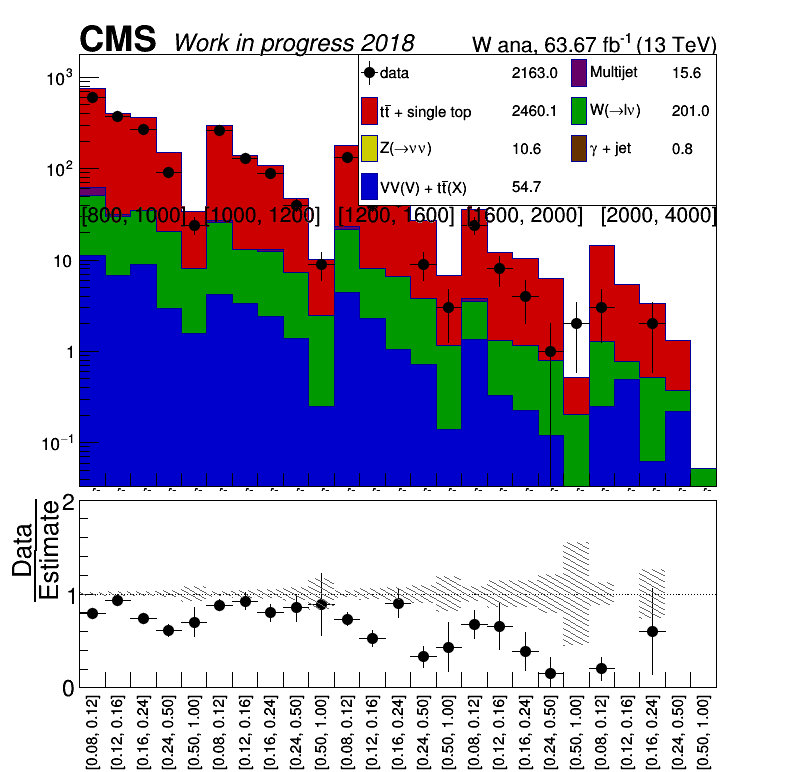 CMS Work in progress 2018 W ana, 63.67 fb⁻¹ (13 TeV)
data 2163.0 Multijet 15.6
tt̄ + single top 2460.1 W(→lν) 201.0
Z(→νν) 10.6 γ + jet 0.8
VV(V) + tt̄(X) 54.7
10³
10²
[800, 1000] [1000, 1200] [1200, 1600] [1600, 2000] [2000, 4000]
10
1
10⁻¹
Data
Estimate
2
1
0
[0.08, 0.12] [0.12, 0.16] [0.16, 0.24] [0.24, 0.50] [0.50, 1.00] [0.08, 0.12] [0.12, 0.16] [0.16, 0.24] [0.24, 0.50] [0.50, 1.00] [0.08, 0.12] [0.12, 0.16] [0.16, 0.24] [0.24, 0.50] [0.50, 1.00] [0.08, 0.12] [0.12, 0.16] [0.16, 0.24] [0.24, 0.50] [0.50, 1.00] [0.08, 0.12] [0.12, 0.16] [0.16, 0.24] [0.24, 0.50] [0.50, 1.00]